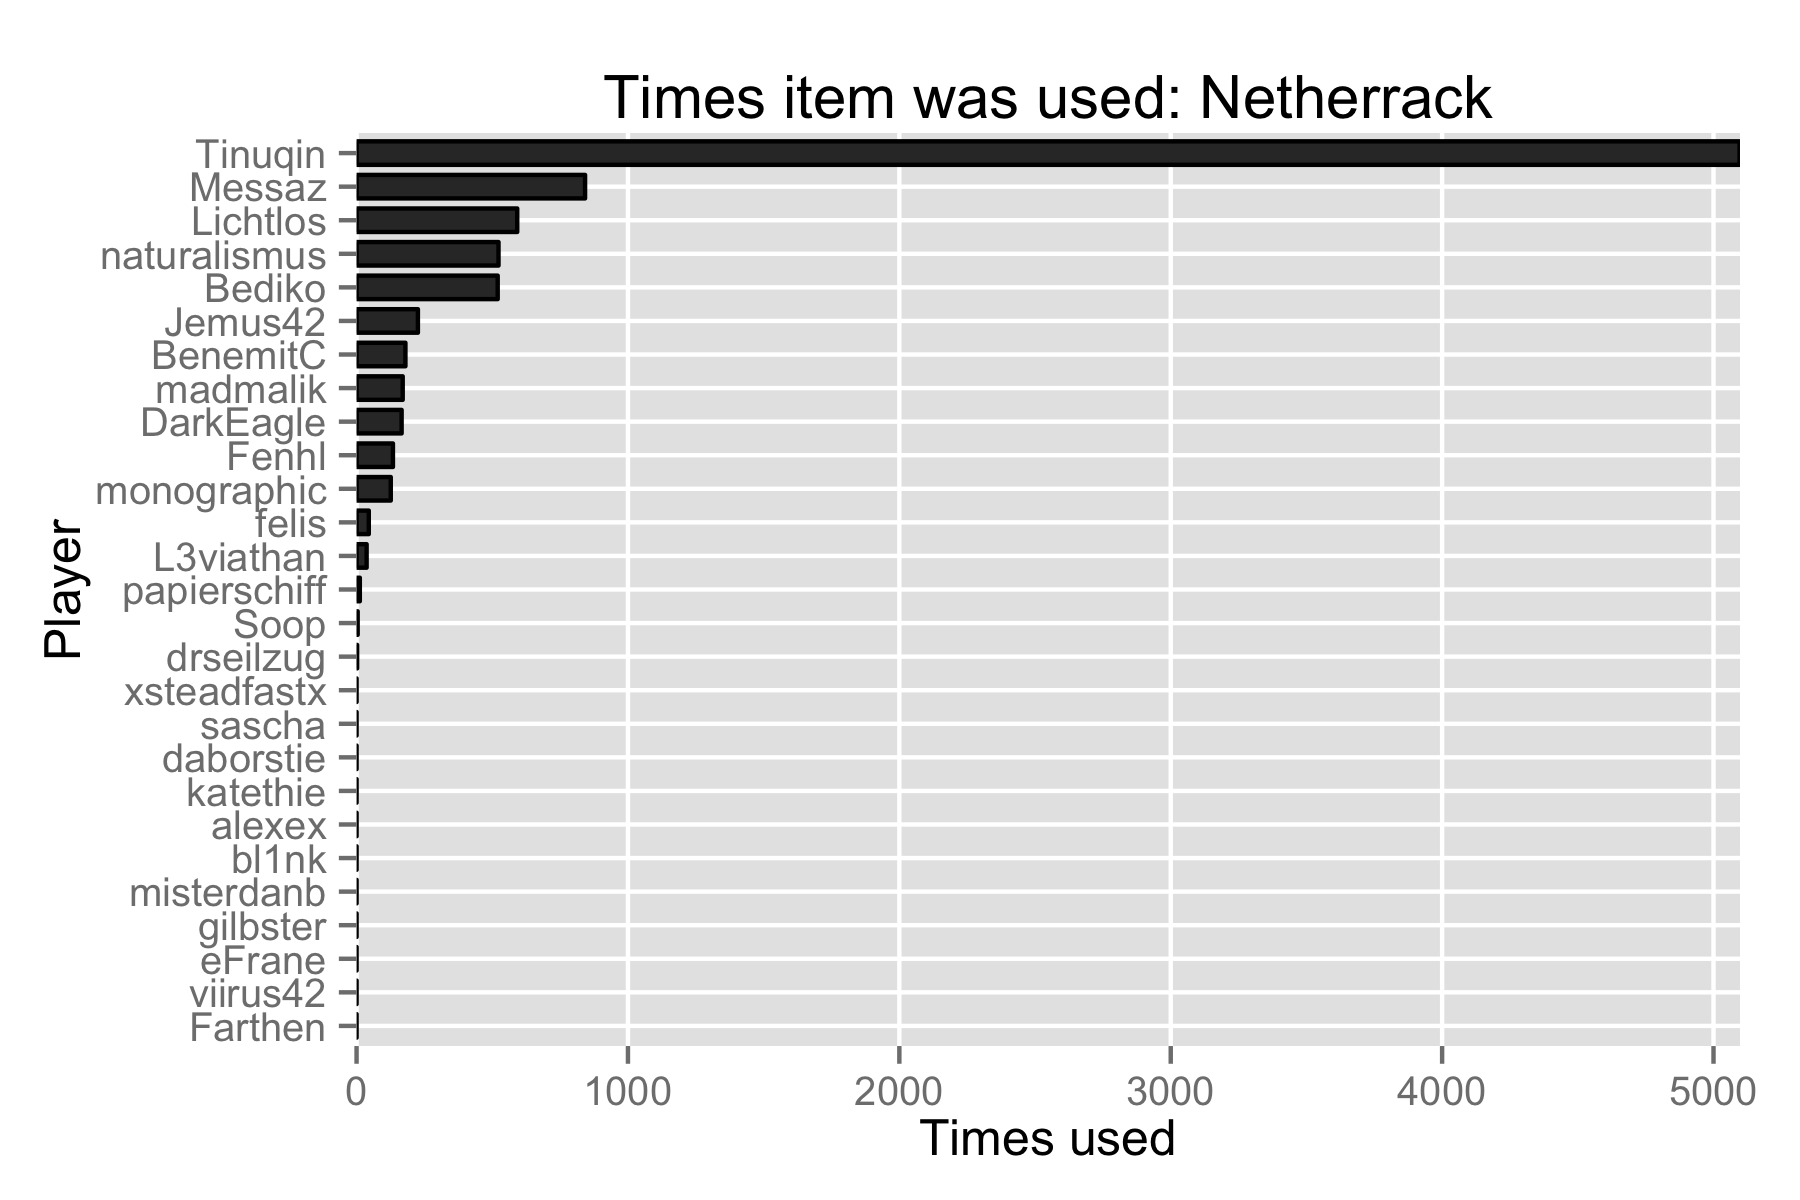 Times item was used: Netherrack
Tinuqin
Messaz
Lichtlos
naturalismus
Bediko
Jemus42
BenemitC
madmalik
DarkEagle
Fenhl
monographic
felis
L3viathan
papierschiff
Soop
drseilzug
xsteadfastx
sascha
daborstie
katethie
alexex
bl1nk
misterdanb
gilbster
eFrane
viirus42
Farthen
Player
0 1000 2000 3000 4000 5000
Times used